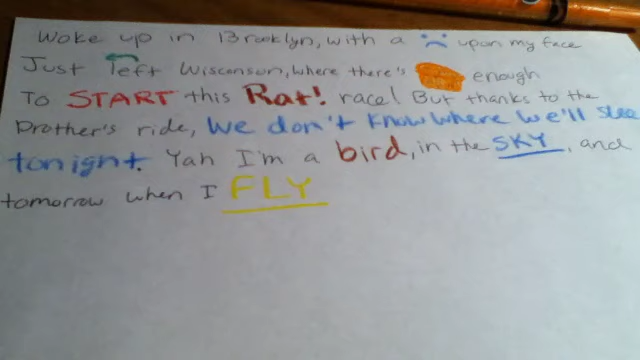 Woke up in Brooklyn, with a upon my face
Just left Wisconson, where there's enough
To START this Rat! race! But thanks to the
Brother's ride, we don't know where we'll
tonight. Yah I'm a bird, in the SKY, and
tomorrow when I FLY